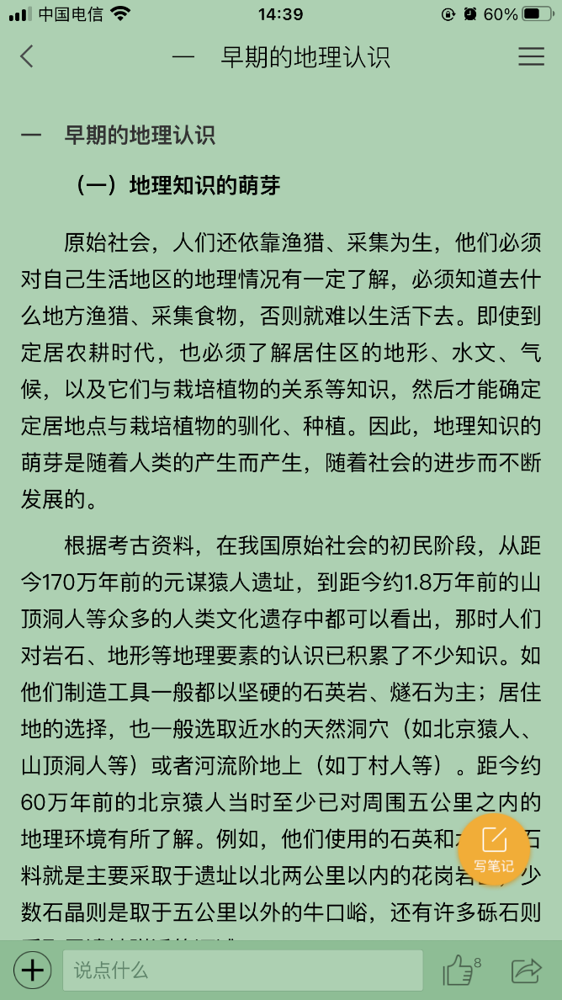 中国电信 14:39 60%
一 早期的地理认识
一 早期的地理认识
（一）地理知识的萌芽
原始社会，人们还依靠渔猎、采集为生，他们必须
对自己生活地区的地理情况有一定了解，必须知道去什
么地方渔猎、采集食物，否则就难以生活下去。即使到
定居农耕时代，也必须了解居住区的地形、水文、气
候，以及它们与栽培植物的关系等知识，然后才能确定
定居地点与栽培植物的驯化、种植。因此，地理知识的
萌芽是随着人类的产生而产生，随着社会的进步而不断
发展的。
根据考古资料，在我国原始社会的初民阶段，从距
今170万年前的元谋猿人遗址，到距今约1.8万年前的山
顶洞人等众多的人类文化遗存中都可以看出，那时人们
对岩石、地形等地理要素的认识已积累了不少知识。如
他们制造工具一般都以坚硬的石英岩、燧石为主；居住
地的选择，也一般选取近水的天然洞穴（如北京猿人、
山顶洞人等）或者河流阶地上（如丁村人等）。距今约
60万年前的北京猿人当时至少已对周围五公里之内的
地理环境有所了解。例如，他们使用的石英和 石
写笔记
料就是主要采取于遗址以北两公里以内的花岗岩 ，少
数石晶则是取于五公里以外的牛口峪，还有许多砾石则
说点什么 8